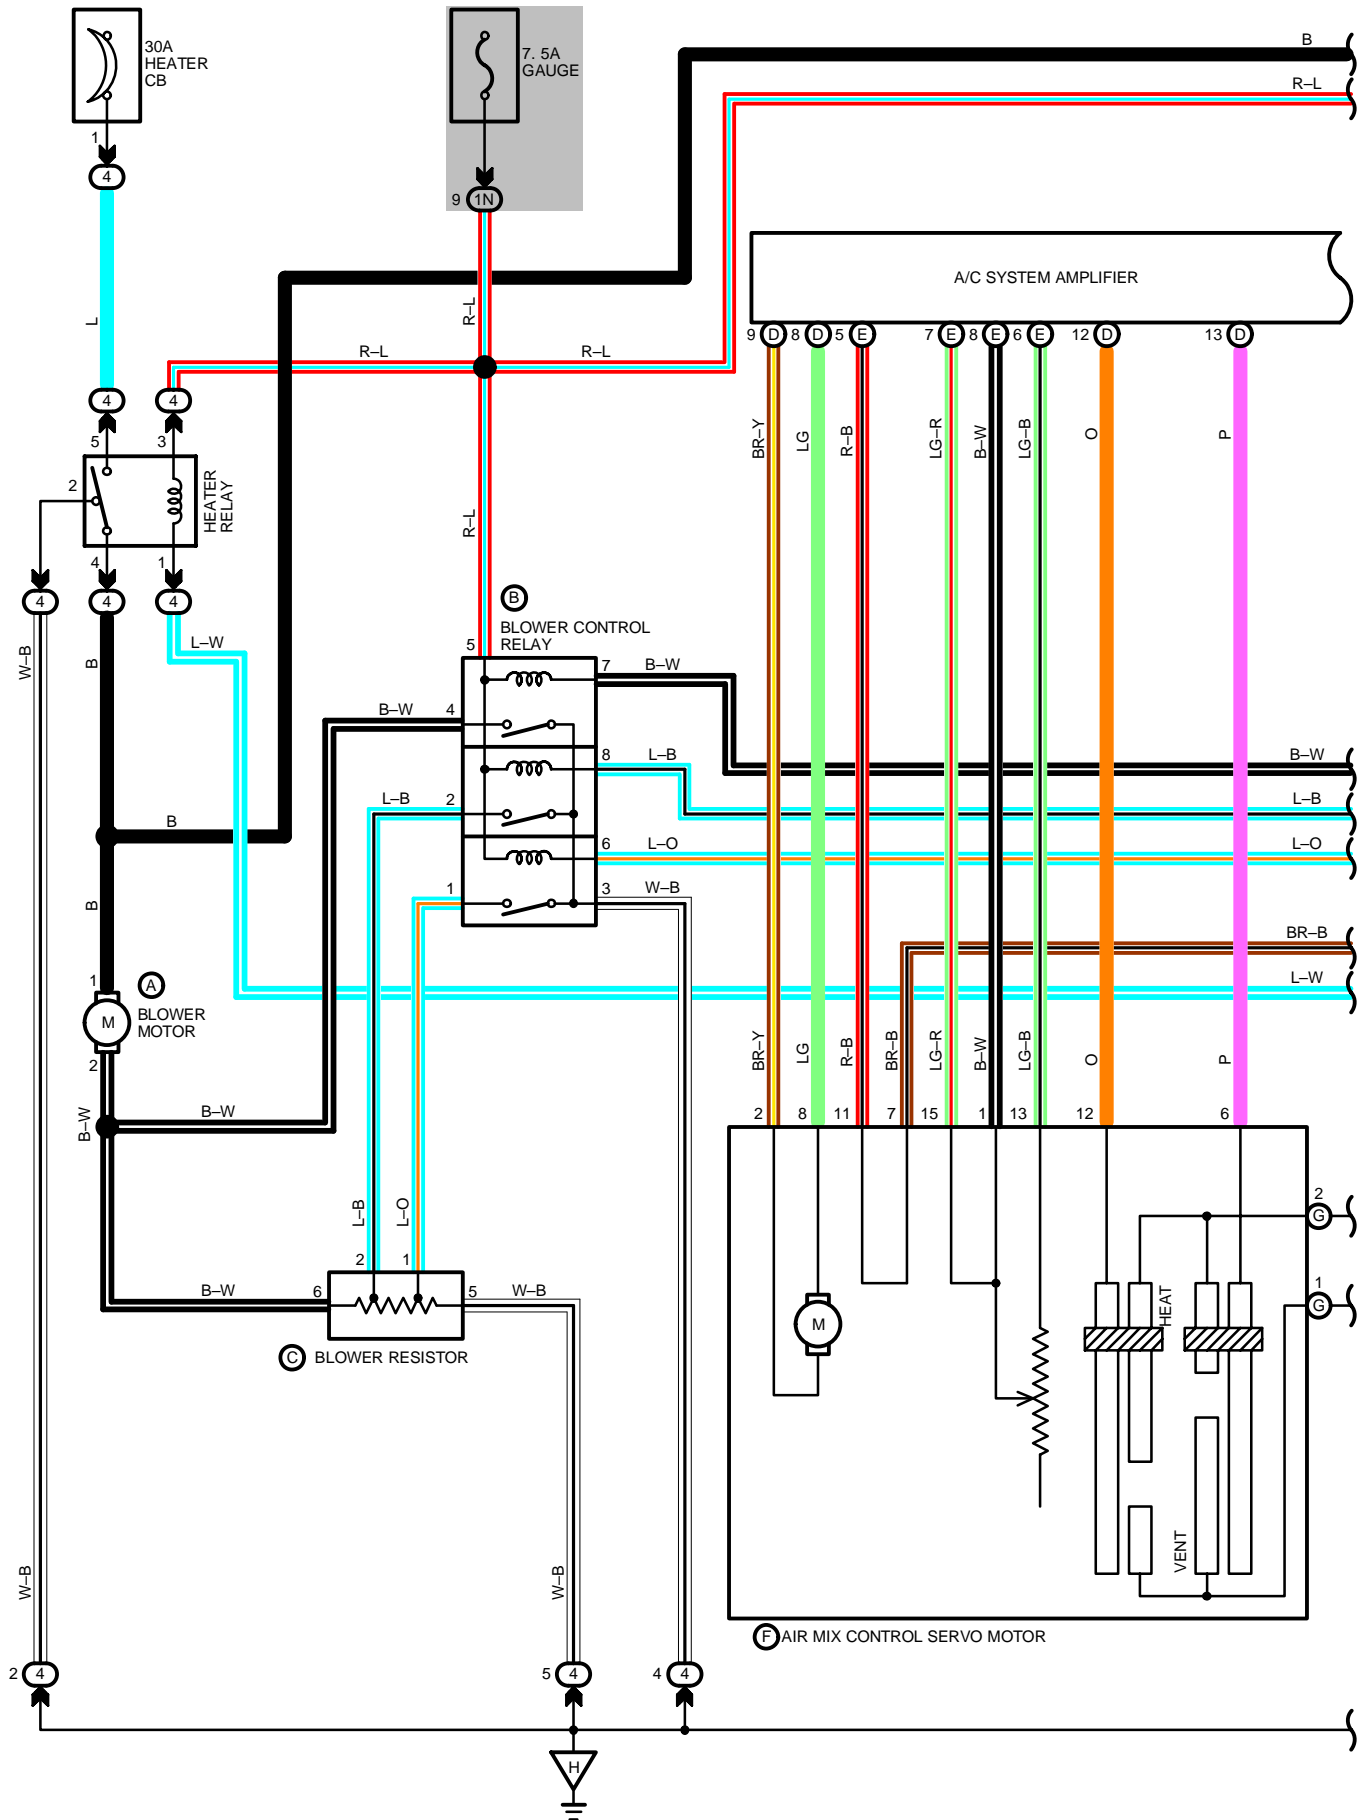 30A
HEATER
CB
7. 5A
GAUGE
B
R–L
1
4
9
1N
A/C SYSTEM AMPLIFIER
L
R–L
9 D 8 D 5 E 7 E 8 E 6 E 12 D 13 D
R–L
R–L
4
4
5
3
BR–Y
LG
R–B
LG–R
B–W
LG–B
O
P
2
HEATER
RELAY
R–L
4
1
4
4
4
B
BLOWER CONTROL
RELAY
W–B
B
L–W
5
7
B–W
B–W
4
8
L–B
B–W
L–B
2
L–B
B
6
L–O
L–O
1
3
W–B
B
BR–B
L–W
1
A
M
BLOWER
MOTOR
2
BR–Y
LG
R–B
BR–B
LG–R
B–W
LG–B
O
P
B–W
B–W
2 8 11 7 15 1 13 12 6
L–B
L–O
2
G
2
1
B–W
6
5
W–B
1
G
HEAT
M
C BLOWER RESISTOR
VENT
W–B
W–B
F AIR MIX CONTROL SERVO MOTOR
2 4
5 4
4 4
H